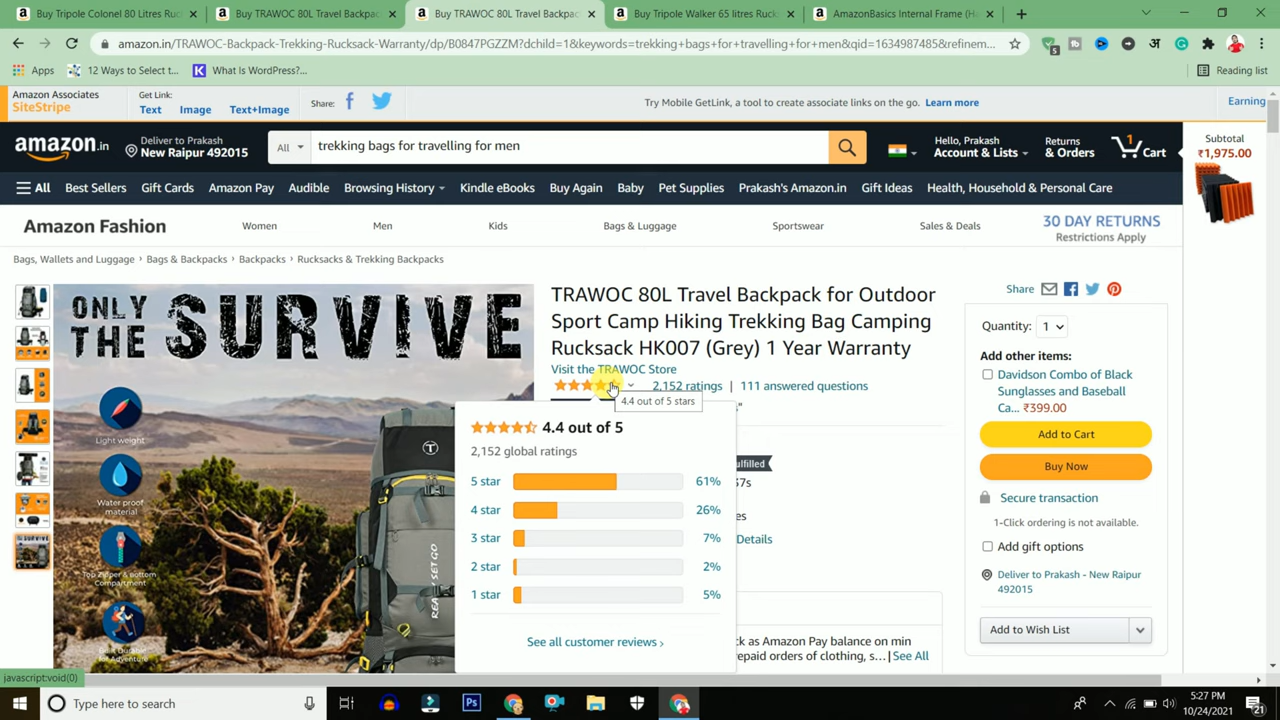 Buy Tripole Colonel 80 Litres Ruc
Buy TRAWOC 80L Travel Backpac
Buy TRAWOC 80L Travel Backpac
Buy Tripole Walker 65 litres Ruck
AmazonBasics Internal Frame (H
amazon.in/TRAWOC-Backpack-Trekking-Rucksack-Warranty/dp/B0847PGZZM?dchild=1&keywords=trekking+bags+for+travelling+for+men&qid=1634987485&refinem...
Apps
12 Ways to Select t...
What Is WordPress?...
Reading list
Amazon Associates
SiteStripe
Get Link:
Text Image Text+Image
Share:
Try Mobile GetLink, a tool to create associate links on the go. Learn more
Earning
amazon.in
Deliver to Prakash
New Raipur 492015
All
trekking bags for travelling for men
Hello, Prakash
Account & Lists
Returns
& Orders
1
Cart
Subtotal
₹1,975.00
All Best Sellers Gift Cards Amazon Pay Audible Browsing History Kindle eBooks Buy Again Baby Pet Supplies Prakash's Amazon.in Gift Ideas Health, Household & Personal Care
Amazon Fashion Women Men Kids Bags & Luggage Sportswear Sales & Deals
30 DAY RETURNS
Restrictions Apply
Bags, Wallets and Luggage › Bags & Backpacks › Backpacks › Rucksacks & Trekking Backpacks
ONLY THE SURVIVE
Light weight
Water proof
material
Top zipper & bottom
Compartment
Built Durable
for Adventure
READY SET GO
TRAWOC 80L Travel Backpack for Outdoor
Sport Camp Hiking Trekking Bag Camping
Rucksack HK007 (Grey) 1 Year Warranty
Visit the TRAWOC Store
2,152 ratings | 111 answered questions
4.4 out of 5 stars
4.4 out of 5
2,152 global ratings
5 star 61%
4 star 26%
3 star 7%
2 star 2%
1 star 5%
See all customer reviews ›
ulfilled
37s
es
Details
ck as Amazon Pay balance on min
repaid orders of clothing, s... | See All
Share
Quantity: 1
Add other items:
Davidson Combo of Black
Sunglasses and Baseball
Ca... ₹399.00
Add to Cart
Buy Now
Secure transaction
1-Click ordering is not available.
Add gift options
Deliver to Prakash - New Raipur
492015
Add to Wish List
javascript:void(0)
Type here to search
5:27 PM
10/24/2021
21